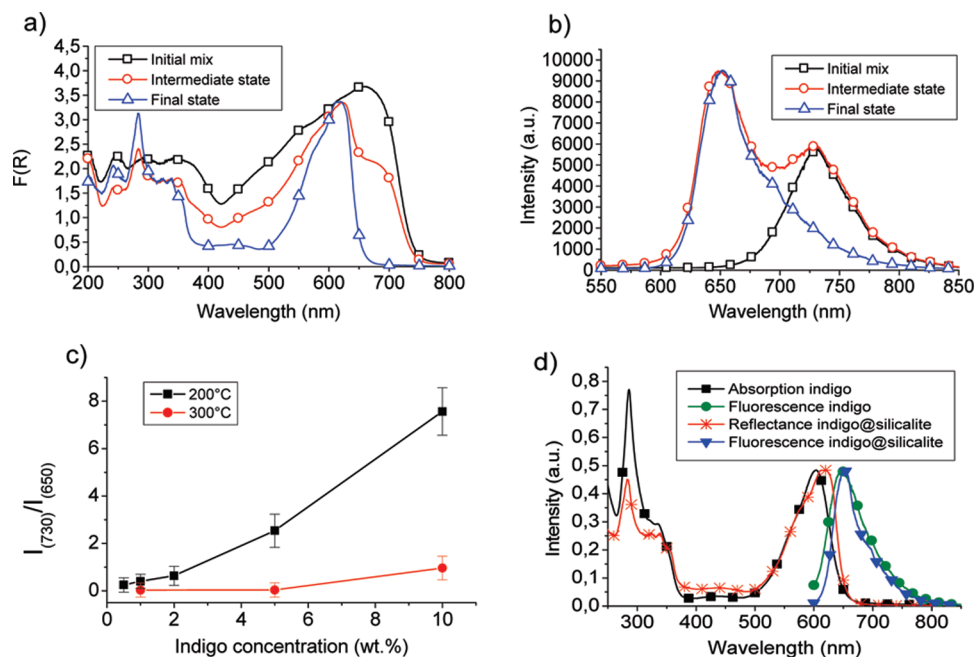 a)
4,5
4,0
3,5
3,0
2,5
2,0
1,5
1,0
0,5
0,0
F(R)
Initial mix
Intermediate state
Final state
200 300 400 500 600 700 800
Wavelength (nm)
b)
10000
9000
8000
7000
6000
5000
4000
3000
2000
1000
0
Intensity (a.u.)
Initial mix
Intermediate state
Final state
550 600 650 700 750 800 850
Wavelength (nm)
c)
8
6
4
2
0
I(730)/I(650)
200°C
300°C
0 2 4 6 8 10
Indigo concentration (wt.%)
d)
0,8
0,7
0,6
0,5
0,4
0,3
0,2
0,1
0,0
Intensity (a.u.)
Absorption indigo
Fluorescence indigo
Reflectance indigo@silicalite
Fluorescence indigo@silicalite
300 400 500 600 700 800
Wavelength (nm)